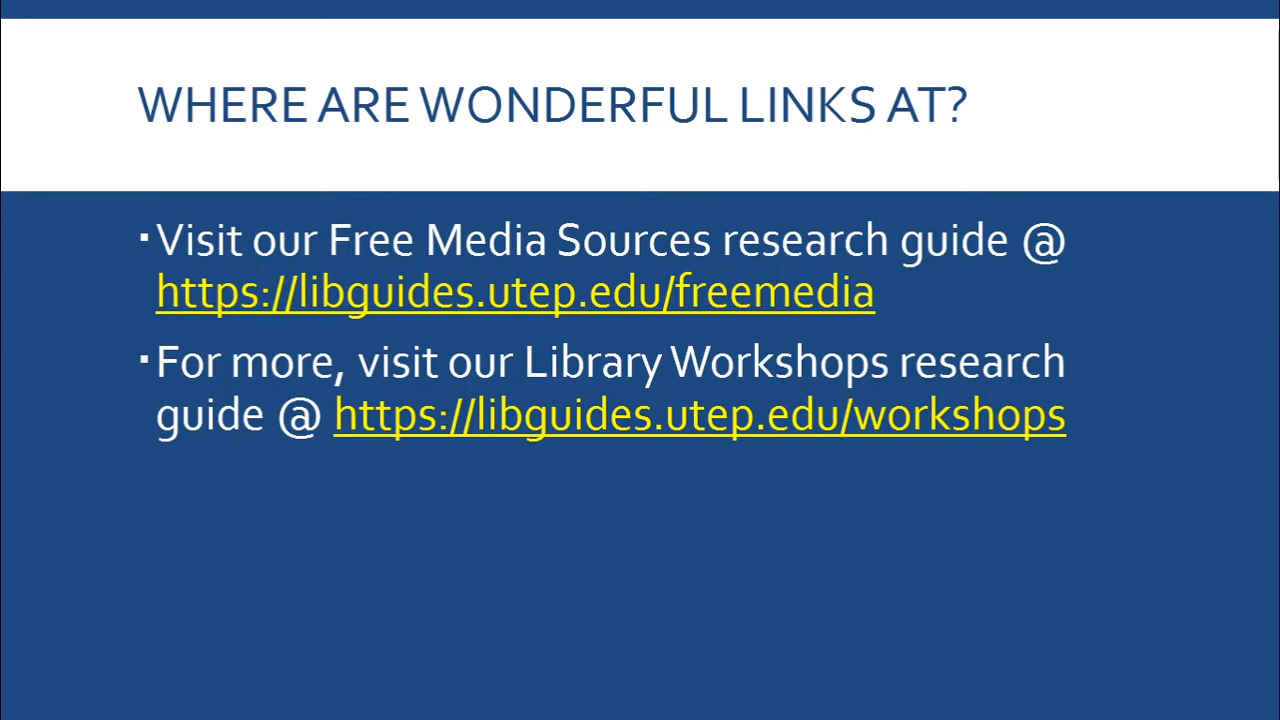 WHERE ARE WONDERFUL LINKS AT?
▪Visit our Free Media Sources research guide @
https://libguides.utep.edu/freemedia
▪For more, visit our Library Workshops research
guide @ https://libguides.utep.edu/workshops